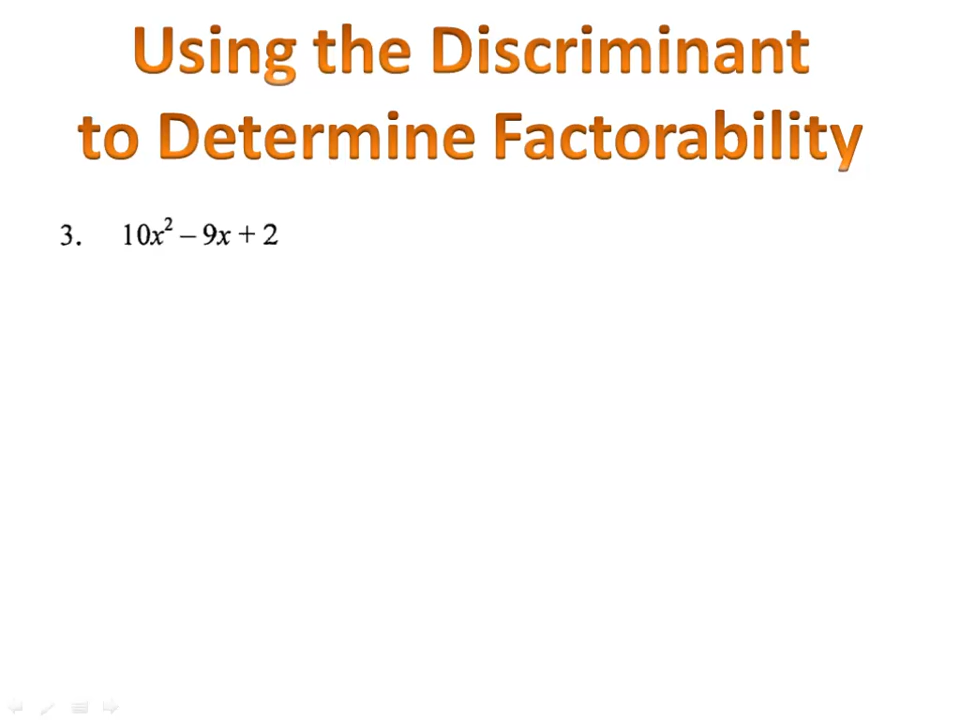 Using the Discriminant
to Determine Factorability
3. 10x² – 9x + 2